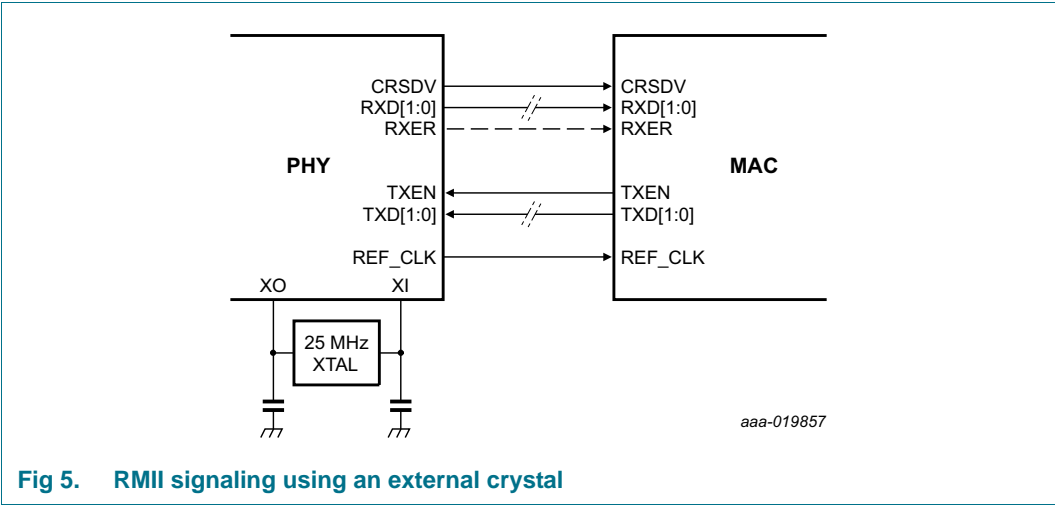 CRSDV
CRSDV
RXD[1:0]
RXD[1:0]
RXER
RXER
PHY
MAC
TXEN
TXEN
TXD[1:0]
TXD[1:0]
REF_CLK
REF_CLK
XO
XI
25 MHz
XTAL
aaa-019857
Fig 5. RMII signaling using an external crystal